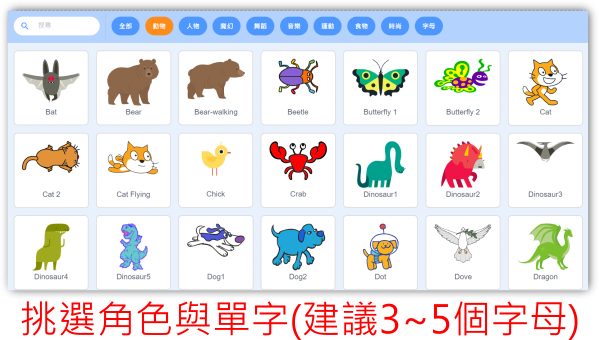 搜尋
全部 動物 人物 魔幻 舞蹈 音樂 運動 食物 時尚 字母
Bat Bear Bear-walking Beetle Butterfly 1 Butterfly 2 Cat
Cat 2 Cat Flying Chick Crab Dinosaur1 Dinosaur2 Dinosaur3
Dinosaur4 Dinosaur5 Dog1 Dog2 Dot Dove Dragon
挑選角色與單字(建議3~5個字母)